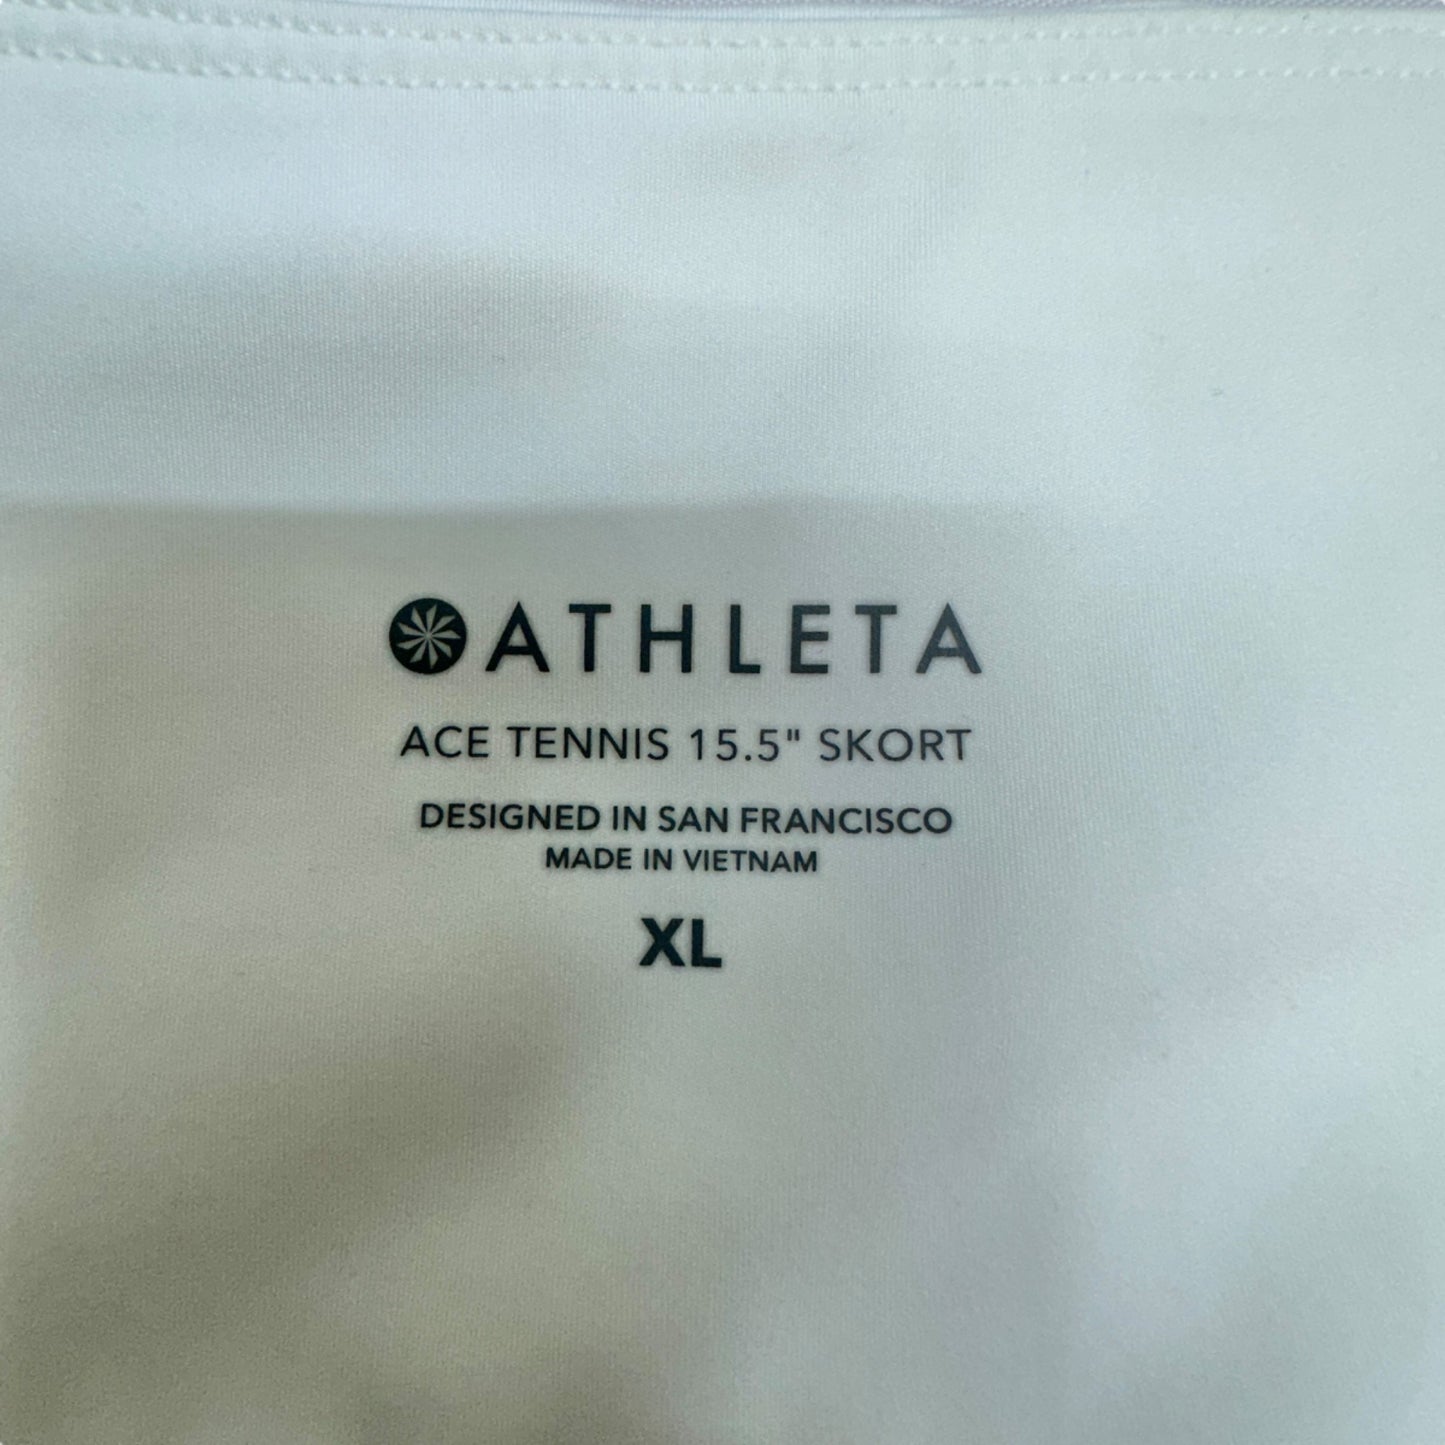 ATHLETA
ACE TENNIS 15.5" SKORT
DESIGNED IN SAN FRANCISCO
MADE IN VIETNAM
XL